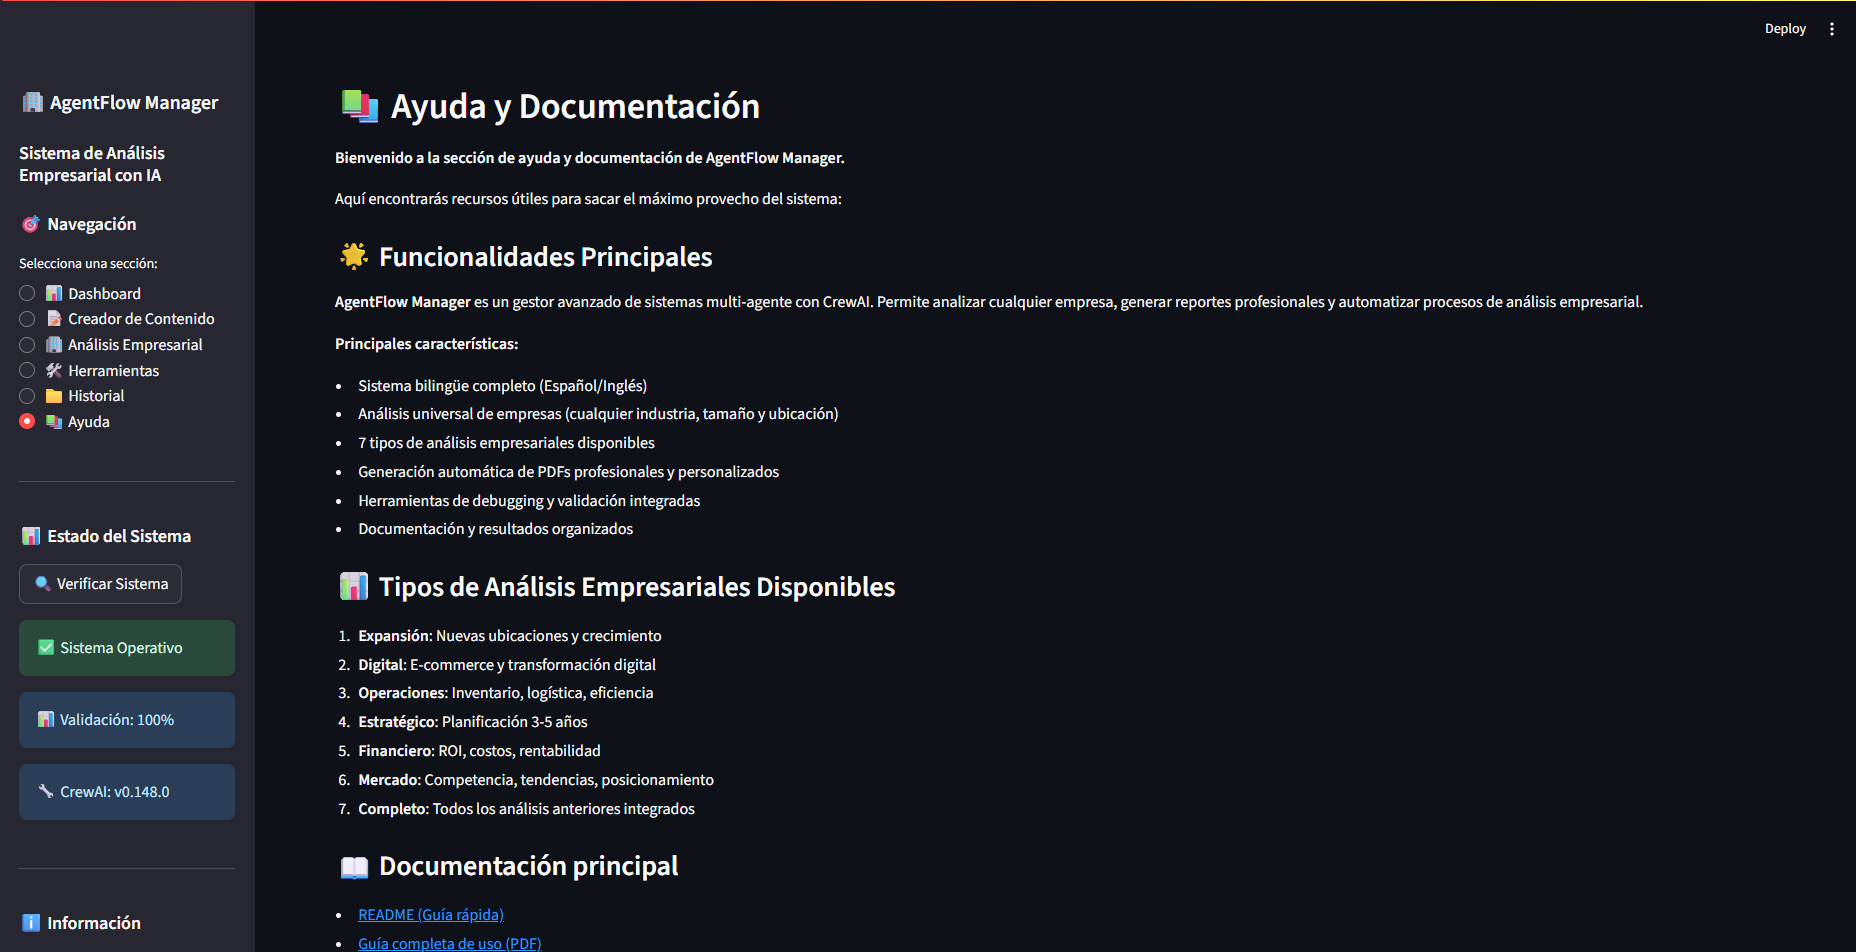 Deploy
AgentFlow Manager
Sistema de Análisis
Empresarial con IA
Navegación
Selecciona una sección:
Dashboard
Creador de Contenido
Análisis Empresarial
Herramientas
Historial
Ayuda
Estado del Sistema
Verificar Sistema
Sistema Operativo
Validación: 100%
CrewAI: v0.148.0
Información
Ayuda y Documentación
Bienvenido a la sección de ayuda y documentación de AgentFlow Manager.
Aquí encontrarás recursos útiles para sacar el máximo provecho del sistema:
Funcionalidades Principales
AgentFlow Manager es un gestor avanzado de sistemas multi-agente con CrewAI. Permite analizar cualquier empresa, generar reportes profesionales y automatizar procesos de análisis empresarial.
Principales características:
• Sistema bilingüe completo (Español/Inglés)
• Análisis universal de empresas (cualquier industria, tamaño y ubicación)
• 7 tipos de análisis empresariales disponibles
• Generación automática de PDFs profesionales y personalizados
• Herramientas de debugging y validación integradas
• Documentación y resultados organizados
Tipos de Análisis Empresariales Disponibles
1. Expansión: Nuevas ubicaciones y crecimiento
2. Digital: E-commerce y transformación digital
3. Operaciones: Inventario, logística, eficiencia
4. Estratégico: Planificación 3-5 años
5. Financiero: ROI, costos, rentabilidad
6. Mercado: Competencia, tendencias, posicionamiento
7. Completo: Todos los análisis anteriores integrados
Documentación principal
• README (Guía rápida)
• Guía completa de uso (PDF)